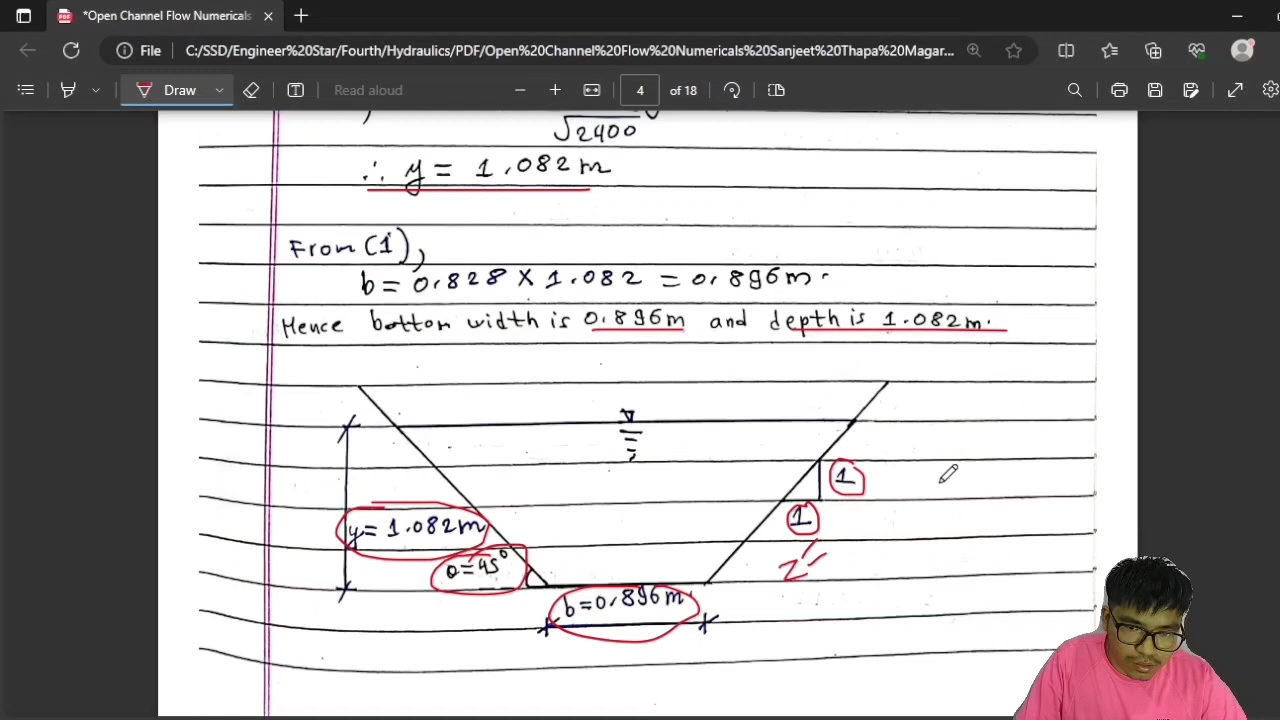 *Open Channel Flow Numericals
File C:/SSD/Engineer%20Star/Fourth/Hydraulics/PDF/Open%20Channel%20Flow%20Numericals%20Sanjeet%20Thapa%20Magar...
Draw Read aloud 4 of 18
√2400
∴ y = 1.082m
From (1),
b = 0.828 × 1.082 = 0.896m.
Hence bottom width is 0.896m and depth is 1.082m.
1
y = 1.082m
1
θ=45°
Z
b=0.896m